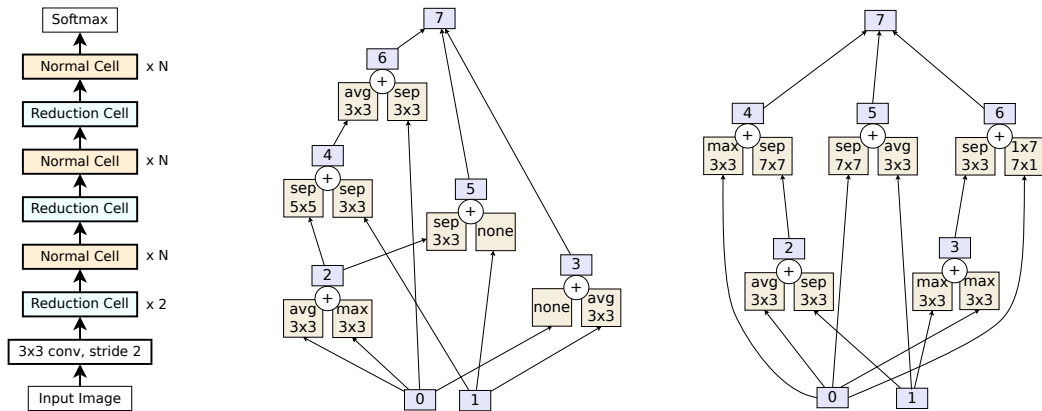 Softmax
Normal Cell x N
Reduction Cell
Normal Cell x N
Reduction Cell
Normal Cell x N
Reduction Cell x 2
3x3 conv, stride 2
Input Image
7
6
+
avg sep
3x3 3x3
4
+
sep sep
5x5 3x3
5
+
sep none
3x3
2
+
avg max
3x3 3x3
3
+
none avg
3x3
0 1
7
4 5 6
+ + +
max sep sep avg sep 1x7
3x3 7x7 7x7 3x3 3x3 7x1
2 3
+ +
avg sep max max
3x3 3x3 3x3 3x3
0 1